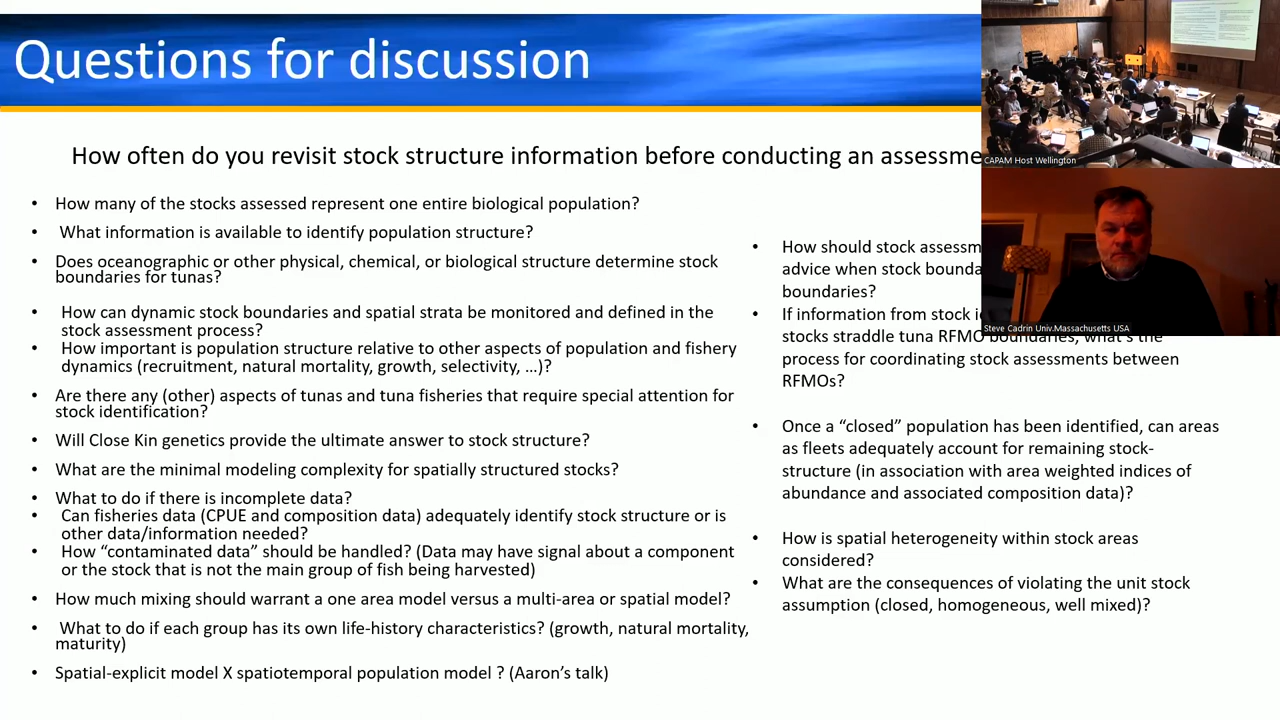 Questions for discussion
How often do you revisit stock structure information before conducting an
• How many of the stocks assessed represent one entire biological population?
• What information is available to identify population structure?
• Does oceanographic or other physical, chemical, or biological structure determine stock
boundaries for tunas?
• How can dynamic stock boundaries and spatial strata be monitored and defined in the
stock assessment process?
• How important is population structure relative to other aspects of population and fishery
dynamics (recruitment, natural mortality, growth, selectivity, …)?
• Are there any (other) aspects of tunas and tuna fisheries that require special attention for
stock identification?
• Will Close Kin genetics provide the ultimate answer to stock structure?
• What are the minimal modeling complexity for spatially structured stocks?
• What to do if there is incomplete data?
• Can fisheries data (CPUE and composition data) adequately identify stock structure or is
other data/information needed?
• How “contaminated data” should be handled? (Data may have signal about a component
or the stock that is not the main group of fish being harvested)
• How much mixing should warrant a one area model versus a multi-area or spatial model?
• What to do if each group has its own life-history characteristics? (growth, natural mortality,
maturity)
• Spatial-explicit model X spatiotemporal population model ? (Aaron’s talk)
• How should stock
advice when stock
boundaries?
• If information from stock
stocks straddle tuna RFMO boundaries, what’s the
process for coordinating stock assessments between
RFMOs?
• Once a “closed” population has been identified, can areas
as fleets adequately account for remaining stock-
structure (in association with area weighted indices of
abundance and associated composition data)?
• How is spatial heterogeneity within stock areas
considered?
• What are the consequences of violating the unit stock
assumption (closed, homogeneous, well mixed)?
CAPAM Host Wellington
Steve Cadrin Univ.Massachusetts USA